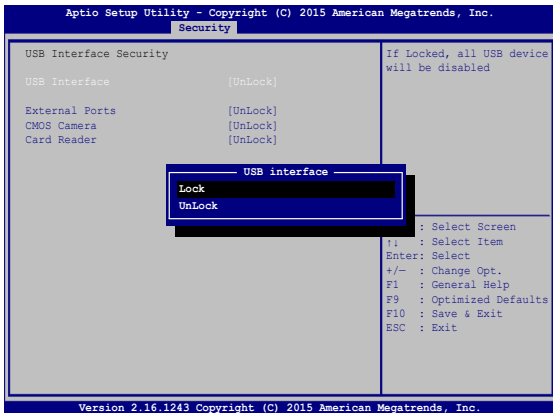 Aptio Setup Utility - Copyright (C) 2015 American Megatrends, Inc.
Security
USB Interface Security
USB Interface [UnLock]
External Ports [UnLock]
CMOS Camera [UnLock]
Card Reader [UnLock]
If Locked, all USB device
will be disabled
USB interface
Lock
UnLock
: Select Screen
↑↓ : Select Item
Enter: Select
+/— : Change Opt.
F1 : General Help
F9 : Optimized Defaults
F10 : Save & Exit
ESC : Exit
Version 2.16.1243 Copyright (C) 2015 American Megatrends, Inc.